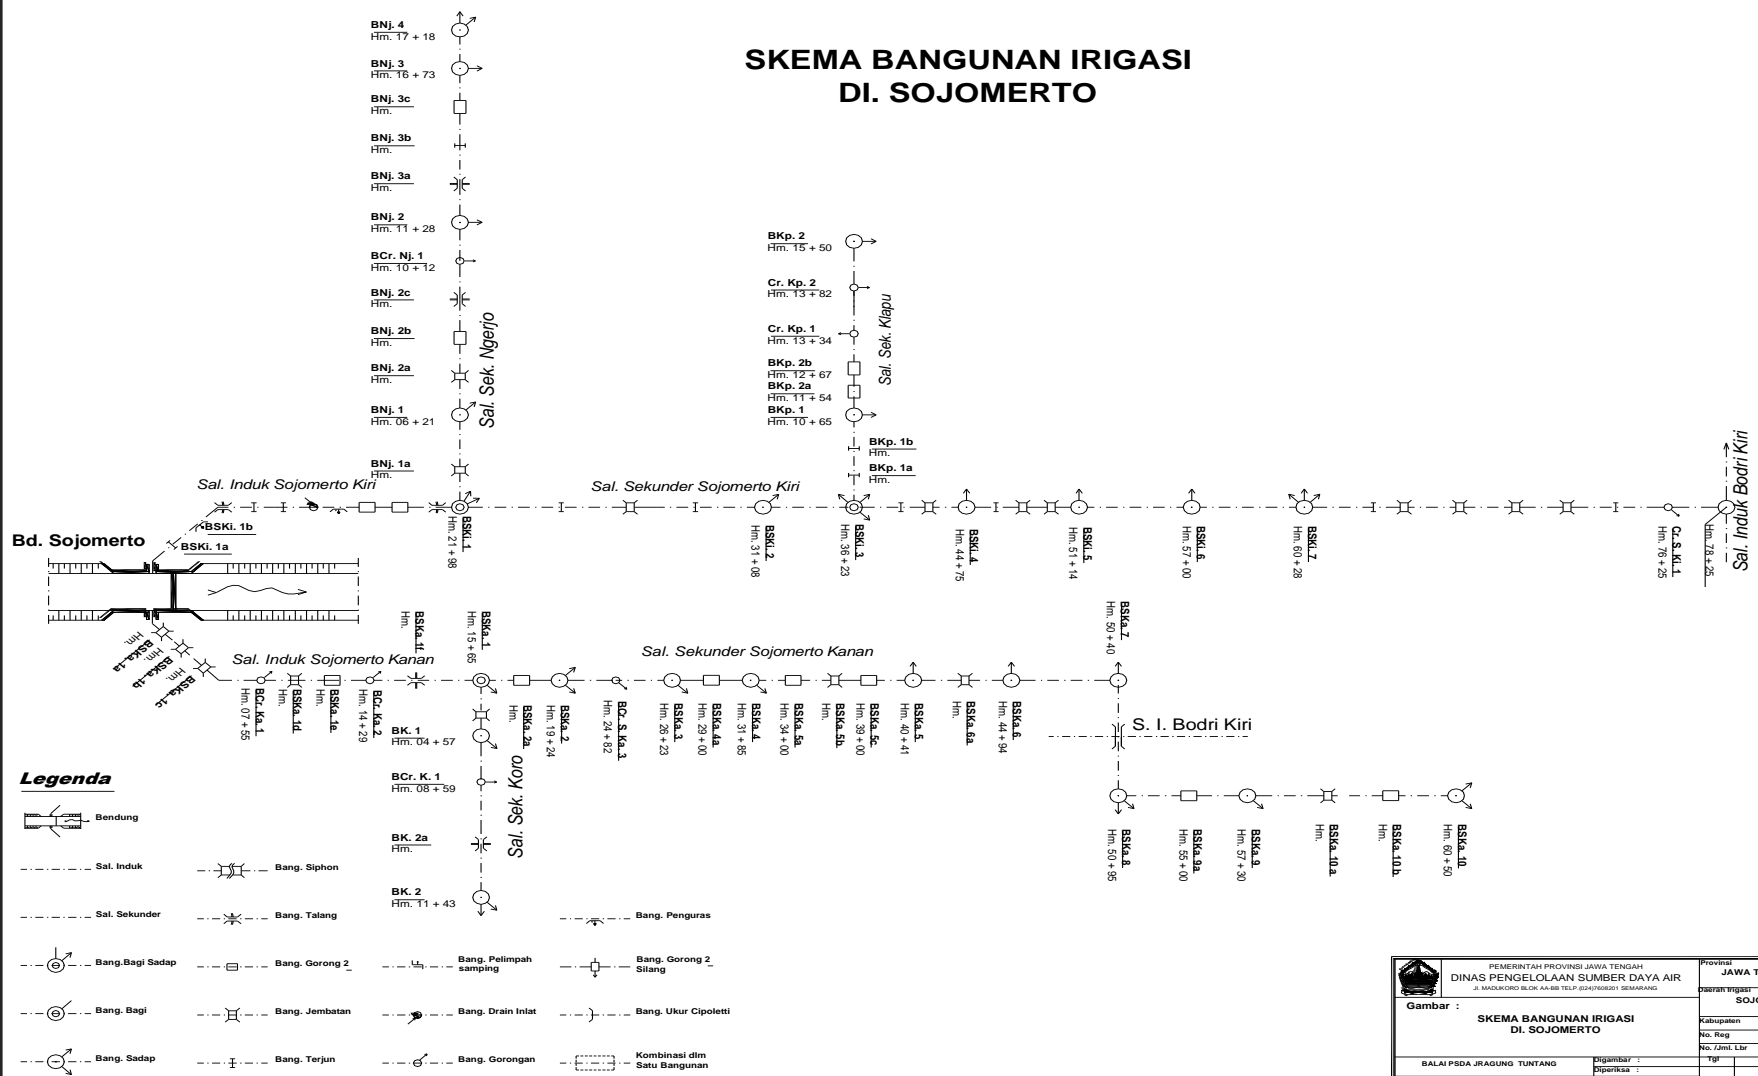 SKEMA BANGUNAN IRIGASI
DI. SOJOMERTO
BNj. 4
Hm. 17 + 18
BNj. 3
Hm. 16 + 73
BNj. 3c
Hm.
BNj. 3b
Hm.
BNj. 3a
Hm.
BNj. 2
Hm. 11 + 28
BCr. Nj. 1
Hm. 10 + 12
BNj. 2c
Hm.
BNj. 2b
Hm.
BNj. 2a
Hm.
BNj. 1
Hm. 06 + 21
BNj. 1a
Hm.
Sal. Sek. Ngerjo
BKp. 2
Hm. 15 + 50
Cr. Kp. 2
Hm. 13 + 82
Cr. Kp. 1
Hm. 13 + 34
BKp. 2b
Hm. 12 + 67
BKp. 2a
Hm. 11 + 54
BKp. 1
Hm. 10 + 65
BKp. 1b
Hm.
BKp. 1a
Hm.
Sal. Sek. Klapu
Sal. Induk Sojomerto Kiri
Sal. Sekunder Sojomerto Kiri
Sal. Induk Bodri Kiri
BSKi. 1b
BSKi. 1a
Bd. Sojomerto
BSKi. 1
Hm. 21 + 98
BSKi. 2
Hm. 31 + 08
BSKi. 3
Hm. 36 + 23
BSKi. 4
Hm. 44 + 75
BSKi. 5
Hm. 51 + 14
BSKi. 6
Hm. 57 + 00
BSKi. 7
Hm. 60 + 28
Cr. S. Ki. 1
Hm. 76 + 25
Hm. 78 + 25
BSKa. 1a
Hm.
BSKa. 1b
Hm.
BSKa. 1c
Hm.
Sal. Induk Sojomerto Kanan
Sal. Sekunder Sojomerto Kanan
BCr. Ka. 1
Hm. 07 + 55
BSKa. 1d
Hm.
BSKa. 1e
Hm.
BCr. Ka. 2
Hm. 14 + 29
BSKa. 1f
Hm.
BSKa. 1
Hm. 15 + 65
BSKa. 2a
Hm.
BSKa. 2
Hm. 19 + 24
BCr. S. Ka. 3
Hm. 24 + 82
BSKa. 3
Hm. 26 + 23
BSKa. 4a
Hm. 29 + 00
BSKa. 4
Hm. 31 + 85
BSKa. 5a
Hm. 34 + 00
BSKa. 5b
Hm.
BSKa. 5c
Hm. 39 + 00
BSKa. 5
Hm. 40 + 41
BSKa. 6a
Hm.
BSKa. 6
Hm. 44 + 94
BSKa. 7
Hm. 50 + 40
S. I. Bodri Kiri
BSKa. 8
Hm. 50 + 95
BSKa. 9a
Hm. 55 + 00
BSKa. 9
Hm. 57 + 30
BSKa. 10.a
Hm.
BSKa. 10.b
Hm.
BSKa. 10
Hm. 60 + 50
BK. 1
Hm. 04 + 57
BCr. K. 1
Hm. 08 + 59
BK. 2a
Hm.
BK. 2
Hm. 11 + 43
Sal. Sek. Koro
Legenda
Bendung
Sal. Induk
Bang. Siphon
Sal. Sekunder
Bang. Talang
Bang. Penguras
Bang.Bagi Sadap
Bang. Gorong 2
Bang. Pelimpah
samping
Bang. Gorong 2
Silang
Bang. Bagi
Bang. Jembatan
Bang. Drain Inlat
Bang. Ukur Cipoletti
Bang. Sadap
Bang. Terjun
Bang. Gorongan
Kombinasi dlm
Satu Bangunan
PEMERINTAH PROVINSI JAWA TENGAH
DINAS PENGELOLAAN SUMBER DAYA AIR
JL MADUKORO BLOK AA-BB TELP.(024)7608201 SEMARANG
Provinsi
JAWA T
Daerah Irigasi
SOJO
Gambar :
SKEMA BANGUNAN IRIGASI
DI. SOJOMERTO
Kabupaten
No. Reg
No. /Jml. Lbr
BALAI PSDA JRAGUNG TUNTANG
Digambar :
Tgl
Diperiksa :